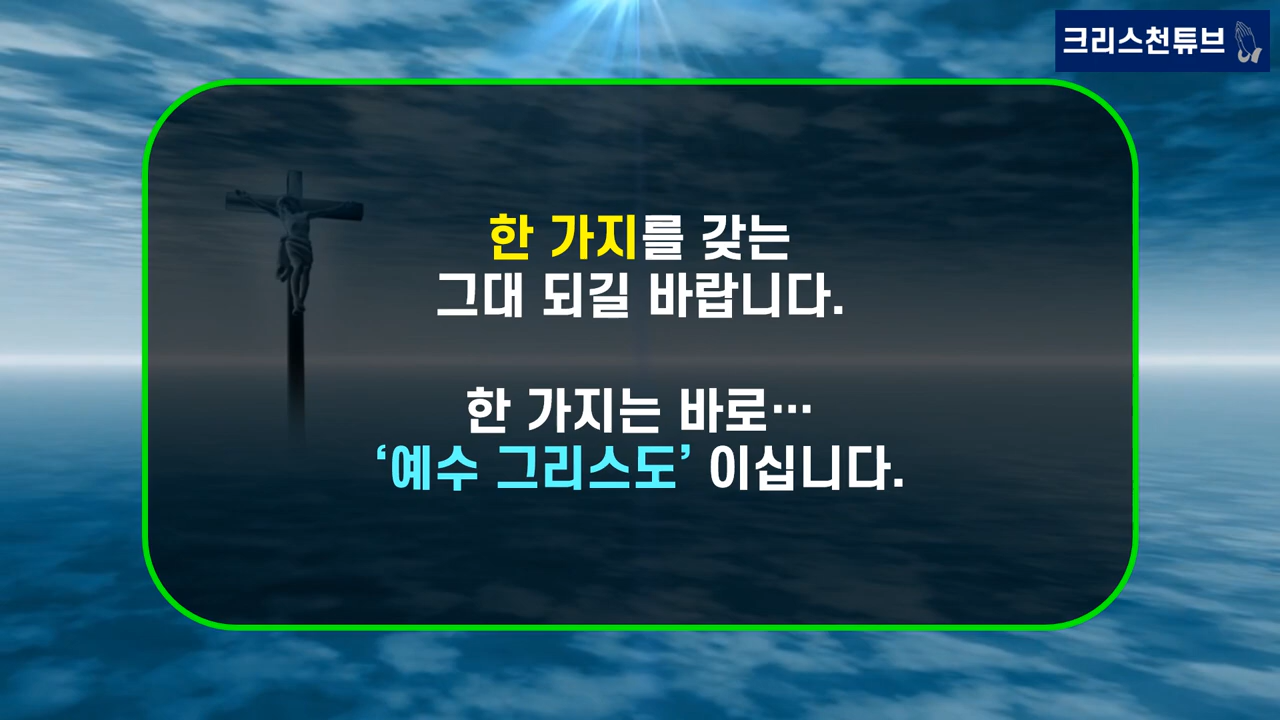 크리스천튜브
한 가지를 갖는
그대 되길 바랍니다.
한 가지는 바로…
‘예수 그리스도’ 이십니다.